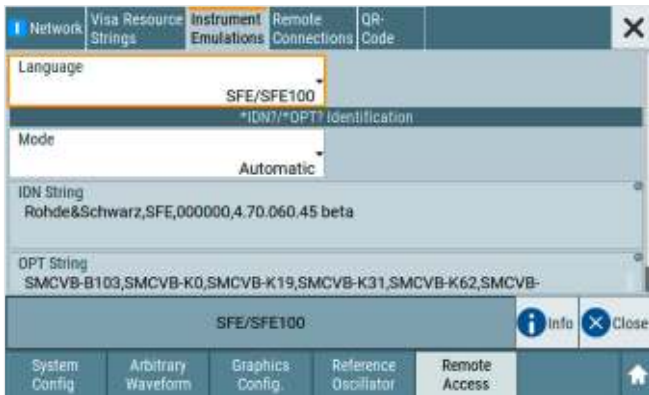 Network
Visa Resource Strings
Instrument Emulations
Remote Connections
QR-Code
Language
SFE/SFE100
*IDN?/*OPT? Identification
Mode
Automatic
IDN String
Rohde&Schwarz,SFE,000000,4.70.060.45 beta
OPT String
SMCVB-B103,SMCVB-K0,SMCVB-K19,SMCVB-K31,SMCVB-K62,SMCVB-
SFE/SFE100
Info
Close
System Config
Arbitrary Waveform
Graphics Config.
Reference Oscillator
Remote Access